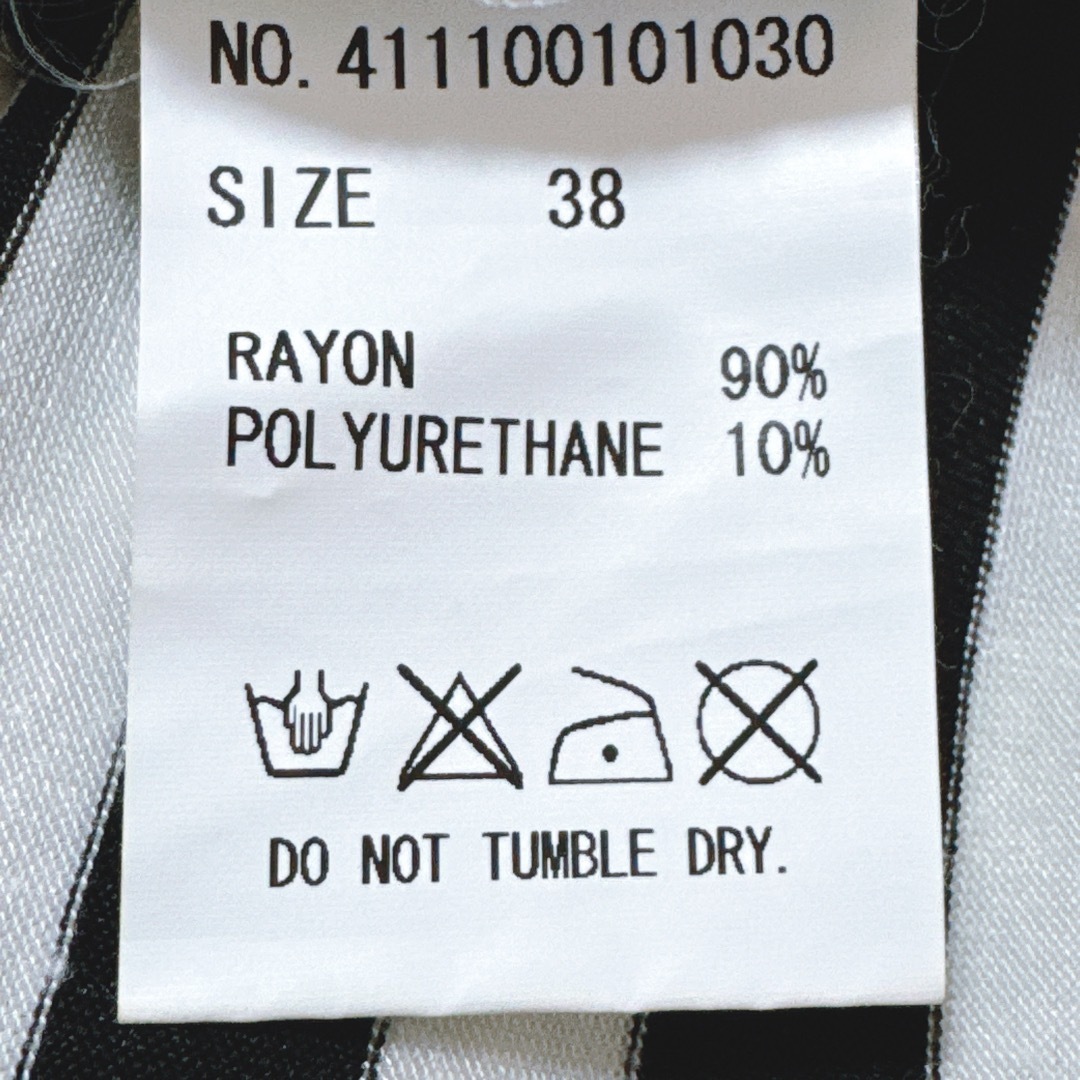 NO. 411100101030
SIZE 38
RAYON 90%
POLYURETHANE 10%
DO NOT TUMBLE DRY.